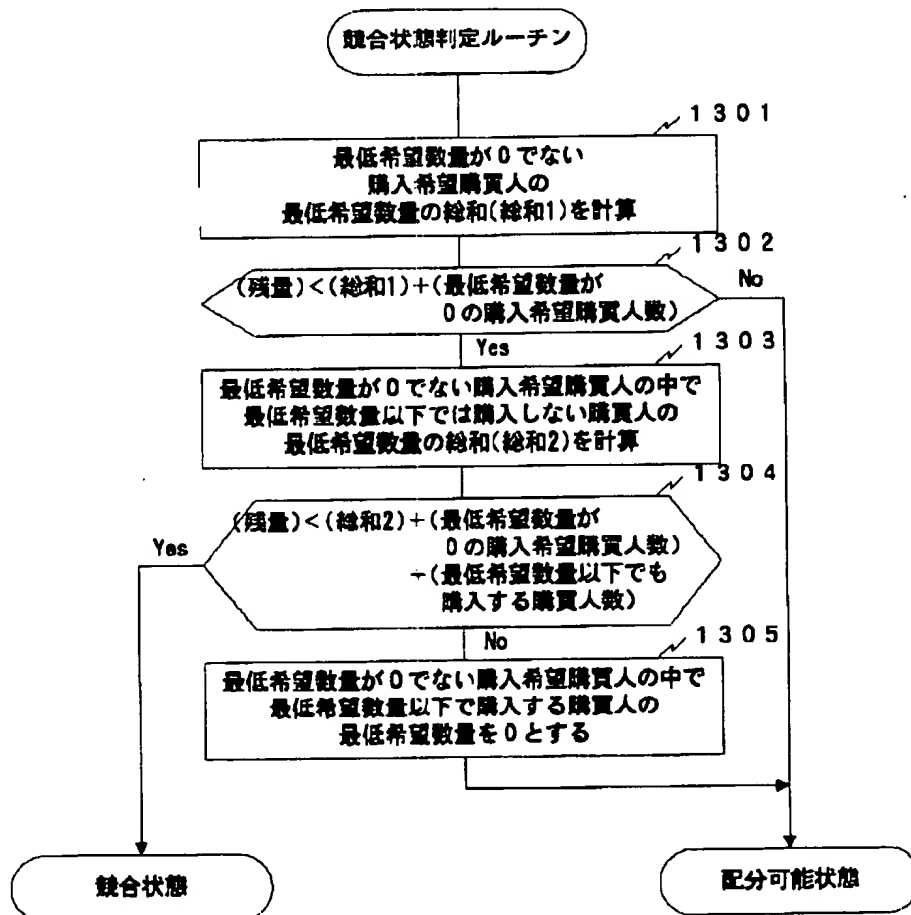 競合状態判定ルーチン
1301
最低希望数量が0でない
購入希望購買人の
最低希望数量の総和(総和1)を計算
1302
(残量)<(総和1)+(最低希望数量が
0の購入希望購買人数)
No
Yes
1303
最低希望数量が0でない購入希望購買人の中で
最低希望数量以下では購入しない購買人の
最低希望数量の総和(総和2)を計算
1304
(残量)<(総和2)+(最低希望数量が
0の購入希望購買人数)
+(最低希望数量以下でも
購入する購買人数)
Yes
No
1305
最低希望数量が0でない購入希望購買人の中で
最低希望数量以下で購入する購買人の
最低希望数量を0とする
競合状態
配分可能状態